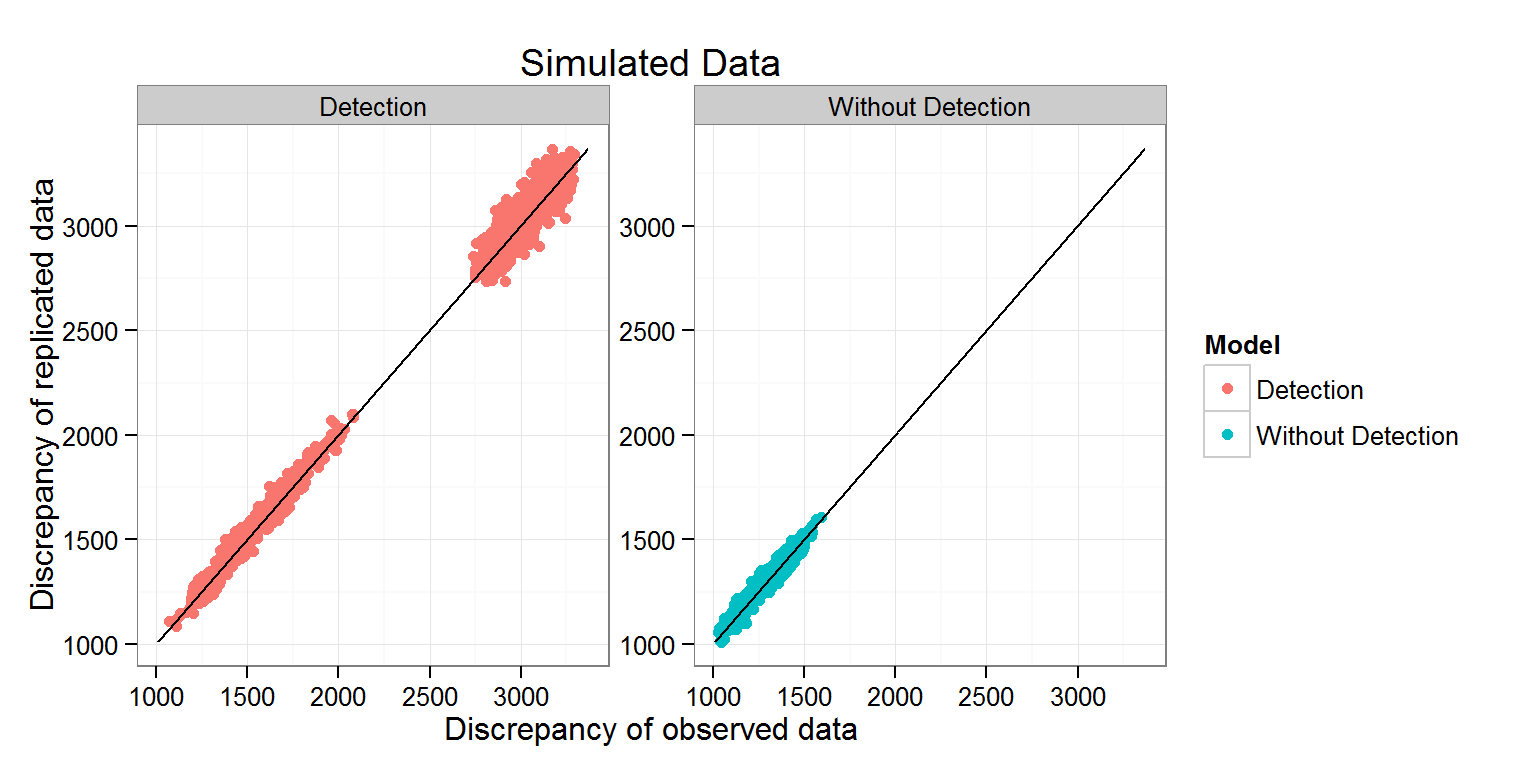 Simulated Data
Detection
Without Detection
Discrepancy of replicated data
3000
2500
2000
1500
1000
3000
2500
2000
1500
1000
1000 1500 2000 2500 3000
1000 1500 2000 2500 3000
Discrepancy of observed data
Model
Detection
Without Detection